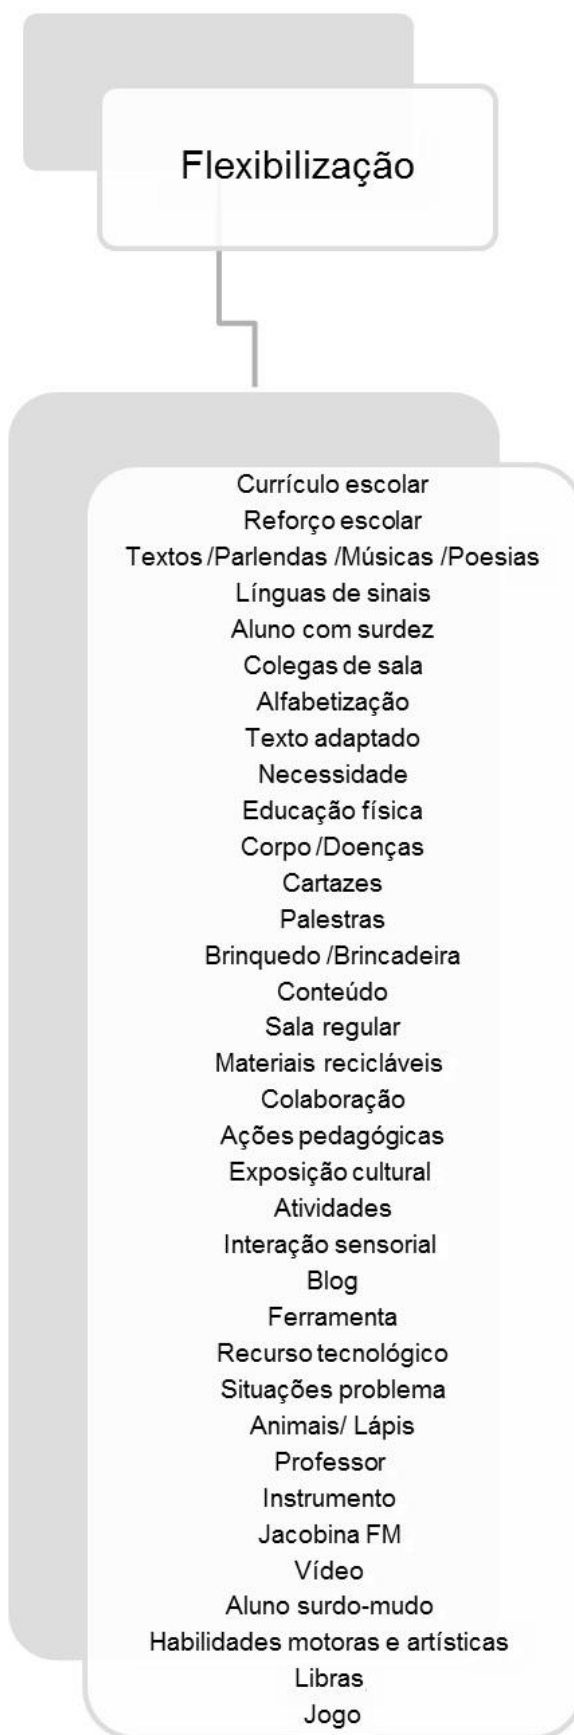 Flexibilização
Currículo escolar
Reforço escolar
Textos /Parlendas /Músicas /Poesias
Línguas de sinais
Aluno com surdez
Colegas de sala
Alfabetização
Texto adaptado
Necessidade
Educação física
Corpo /Doenças
Cartazes
Palestras
Brinquedo /Brincadeira
Conteúdo
Sala regular
Materiais recicláveis
Colaboração
Ações pedagógicas
Exposição cultural
Atividades
Interação sensorial
Blog
Ferramenta
Recurso tecnológico
Situações problema
Animais/ Lápis
Professor
Instrumento
Jacobina FM
Vídeo
Aluno surdo-mudo
Habilidades motoras e artísticas
Libras
Jogo